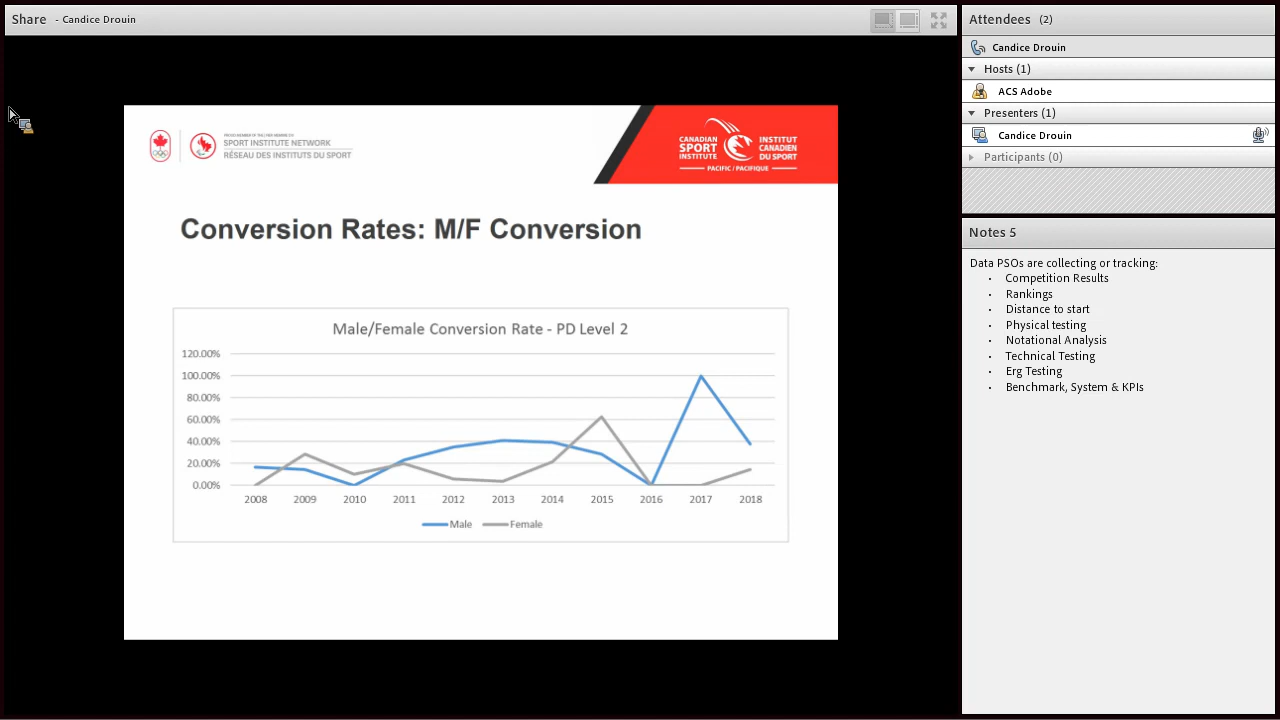 Share - Candice Drouin
SPORT INSTITUTE NETWORK
RÉSEAU DES INSTITUTS DU SPORT
CANADIAN
SPORT
INSTITUTE
INSTITUT
CANADIEN
DU SPORT
PACIFIC / PACIFIQUE
Conversion Rates: M/F Conversion
Male/Female Conversion Rate - PD Level 2
120.00%
100.00%
80.00%
60.00%
40.00%
20.00%
0.00%
2008 2009 2010 2011 2012 2013 2014 2015 2016 2017 2018
Male Female
Attendees (2)
Candice Drouin
Hosts (1)
ACS Adobe
Presenters (1)
Candice Drouin
Participants (0)
Notes 5
Data PSOs are collecting or tracking:
• Competition Results
• Rankings
• Distance to start
• Physical testing
• Notational Analysis
• Technical Testing
• Erg Testing
• Benchmark, System & KPIs